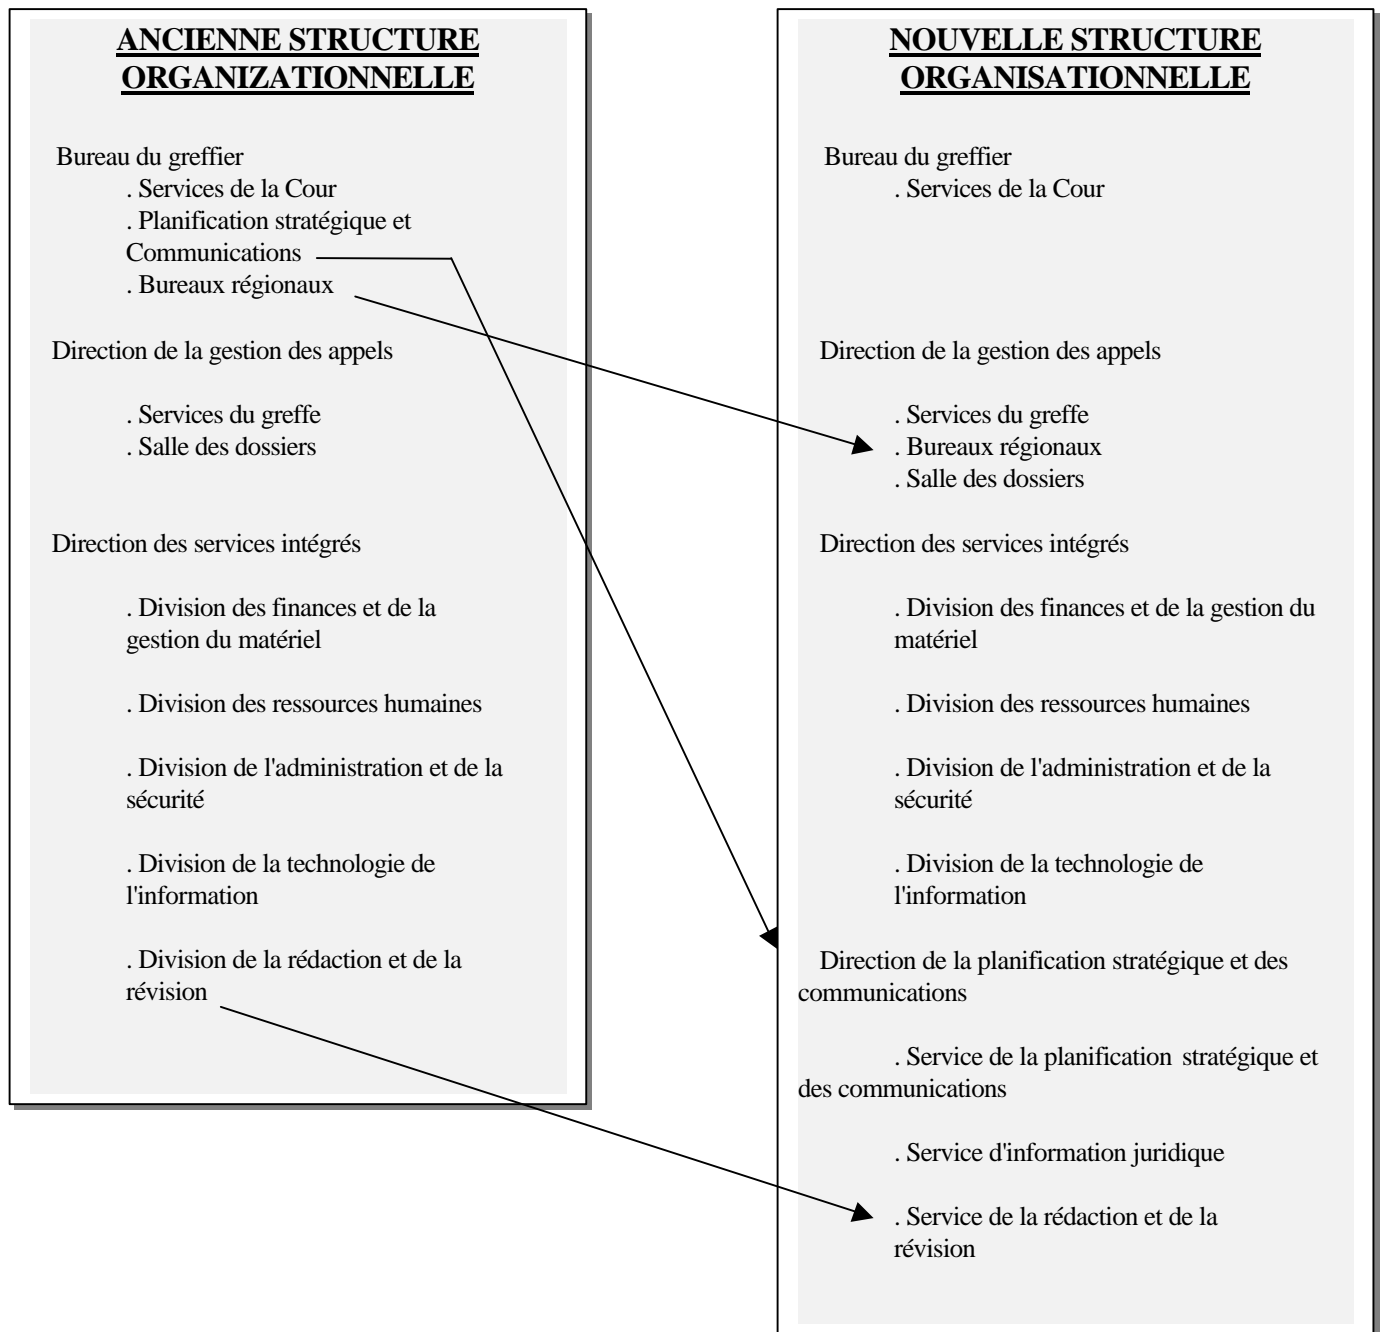 ANCIENNE STRUCTURE
ORGANIZATIONNELLE
Bureau du greffier
. Services de la Cour
. Planification stratégique et
Communications
. Bureaux régionaux
Direction de la gestion des appels
. Services du greffe
. Salle des dossiers
Direction des services intégrés
. Division des finances et de la
gestion du matériel
. Division des ressources humaines
. Division de l'administration et de la
sécurité
. Division de la technologie de
l'information
. Division de la rédaction et de la
révision
NOUVELLE STRUCTURE
ORGANISATIONNELLE
Bureau du greffier
. Services de la Cour
Direction de la gestion des appels
. Services du greffe
. Bureaux régionaux
. Salle des dossiers
Direction des services intégrés
. Division des finances et de la gestion du
matériel
. Division des ressources humaines
. Division de l'administration et de la
sécurité
. Division de la technologie de
l'information
Direction de la planification stratégique et des
communications
. Service de la planification stratégique et
des communications
. Service d'information juridique
. Service de la rédaction et de la
révision